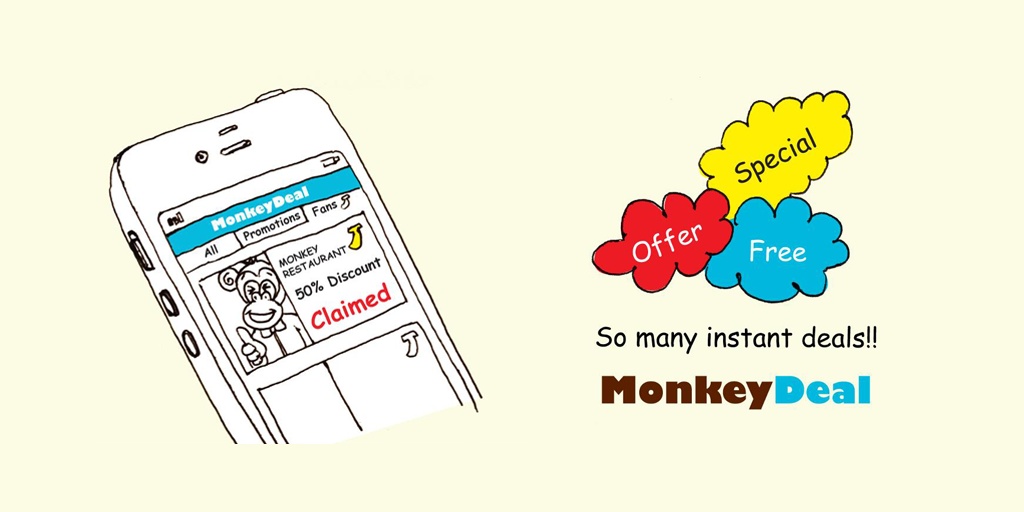 MonkeyDeal
All Promotions Fans
MONKEY
RESTAURANT
50% Discount
Claimed
Special
Offer
Free
So many instant deals!!
MonkeyDeal